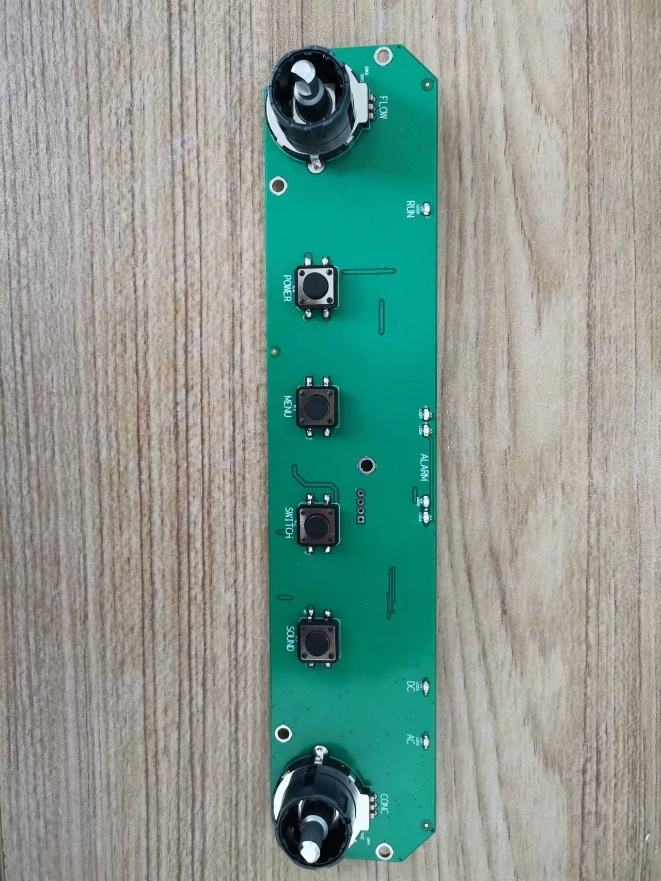 FLOW
RUN
POWER
MENU
ALARM
SWITCH
SOUND
DC
AC
CONC